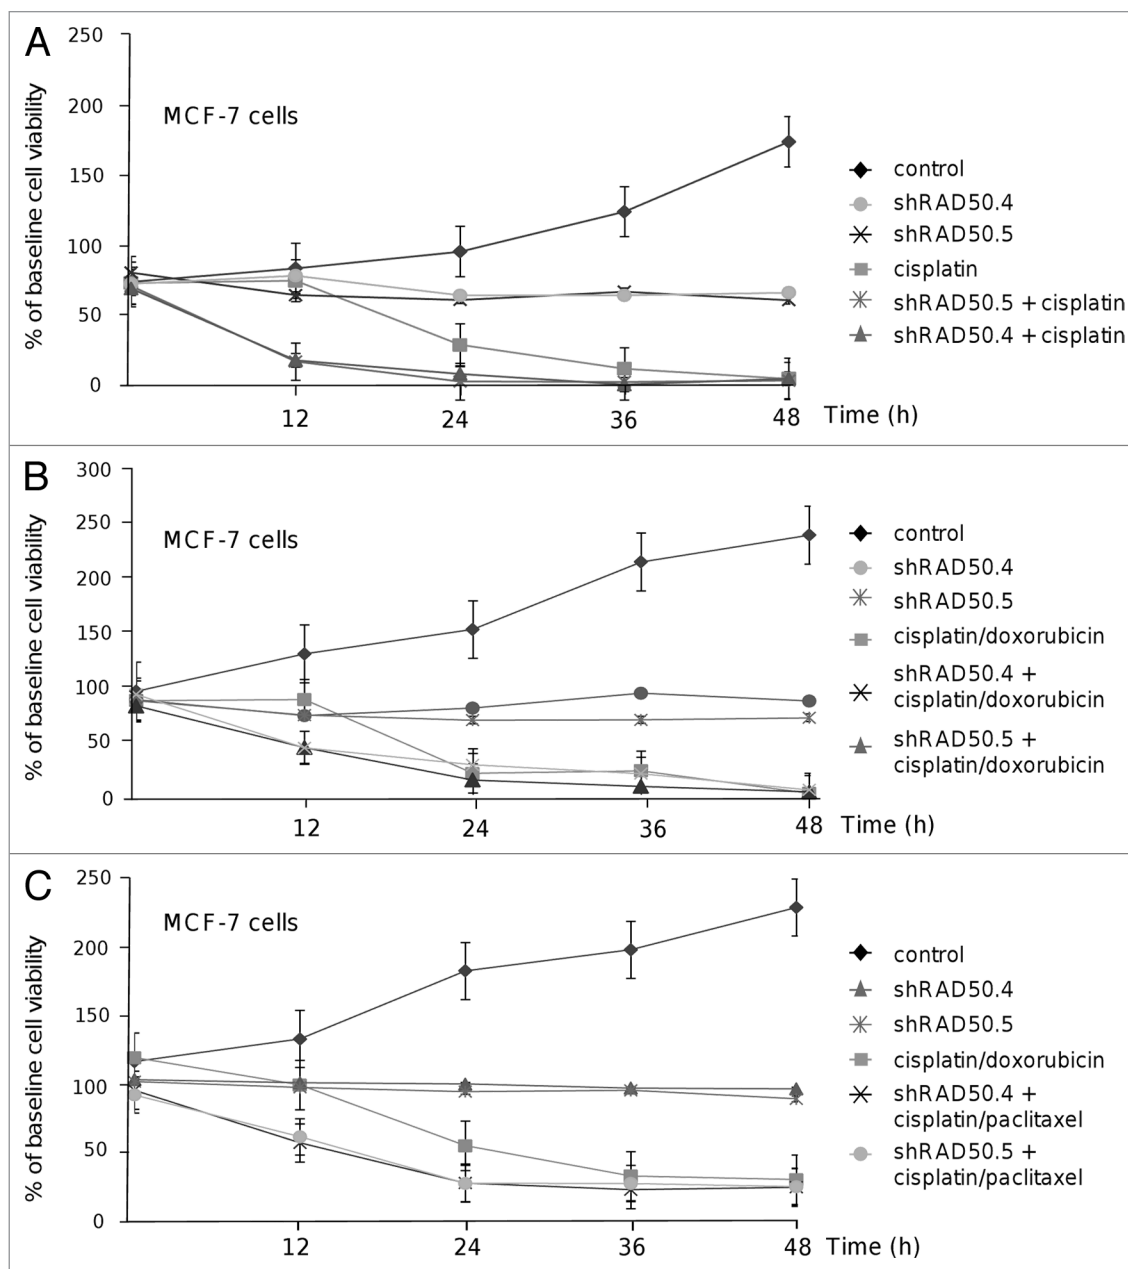 A
% of baseline cell viability
250
200
150
100
50
0
MCF-7 cells
12
24
36
48
Time (h)
control
shRAD50.4
shRAD50.5
cisplatin
shRAD50.5 + cisplatin
shRAD50.4 + cisplatin
B
% of baseline cell viability
300
250
200
150
100
50
0
MCF-7 cells
12
24
36
48
Time (h)
control
shRAD50.4
shRAD50.5
cisplatin/doxorubicin
shRAD50.4 +
cisplatin/doxorubicin
shRAD50.5 +
cisplatin/doxorubicin
C
% of baseline cell viability
250
200
150
100
50
0
MCF-7 cells
12
24
36
48
Time (h)
control
shRAD50.4
shRAD50.5
cisplatin/doxorubicin
shRAD50.4 +
cisplatin/paclitaxel
shRAD50.5 +
cisplatin/paclitaxel